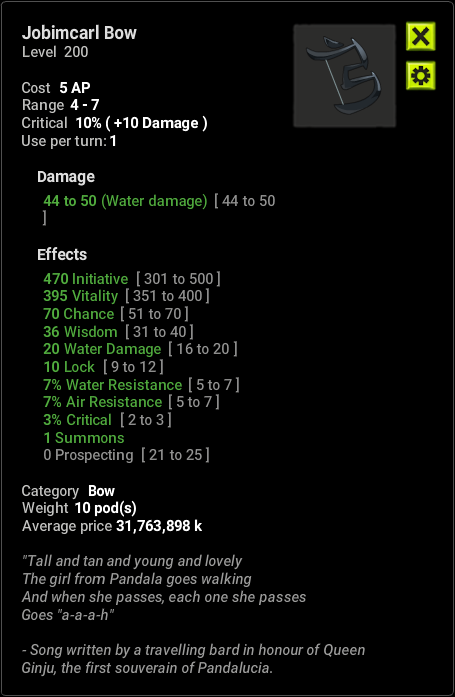 Jobimcarl Bow
Level 200
Cost 5 AP
Range 4 - 7
Critical 10% ( +10 Damage )
Use per turn: 1
Damage
44 to 50 (Water damage) [ 44 to 50
]
Effects
470 Initiative [ 301 to 500 ]
395 Vitality [ 351 to 400 ]
70 Chance [ 51 to 70 ]
36 Wisdom [ 31 to 40 ]
20 Water Damage [ 16 to 20 ]
10 Lock [ 9 to 12 ]
7% Water Resistance [ 5 to 7 ]
7% Air Resistance [ 5 to 7 ]
3% Critical [ 2 to 3 ]
1 Summons
0 Prospecting [ 21 to 25 ]
Category Bow
Weight 10 pod(s)
Average price 31,763,898 k
"Tall and tan and young and lovely
The girl from Pandala goes walking
And when she passes, each one she passes
Goes "a-a-a-h"
- Song written by a travelling bard in honour of Queen
Ginju, the first souverain of Pandalucia.